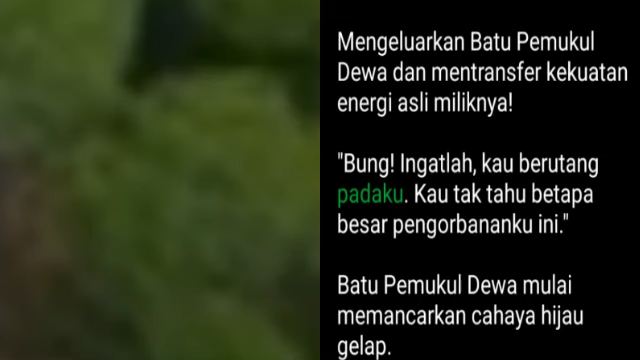 Mengeluarkan Batu Pemukul
Dewa dan mentransfer kekuatan
energi asli miliknya!
"Bung! Ingatlah, kau berutang
padaku. Kau tak tahu betapa
besar pengorbananku ini."
Batu Pemukul Dewa mulai
memancarkan cahaya hijau
gelap.